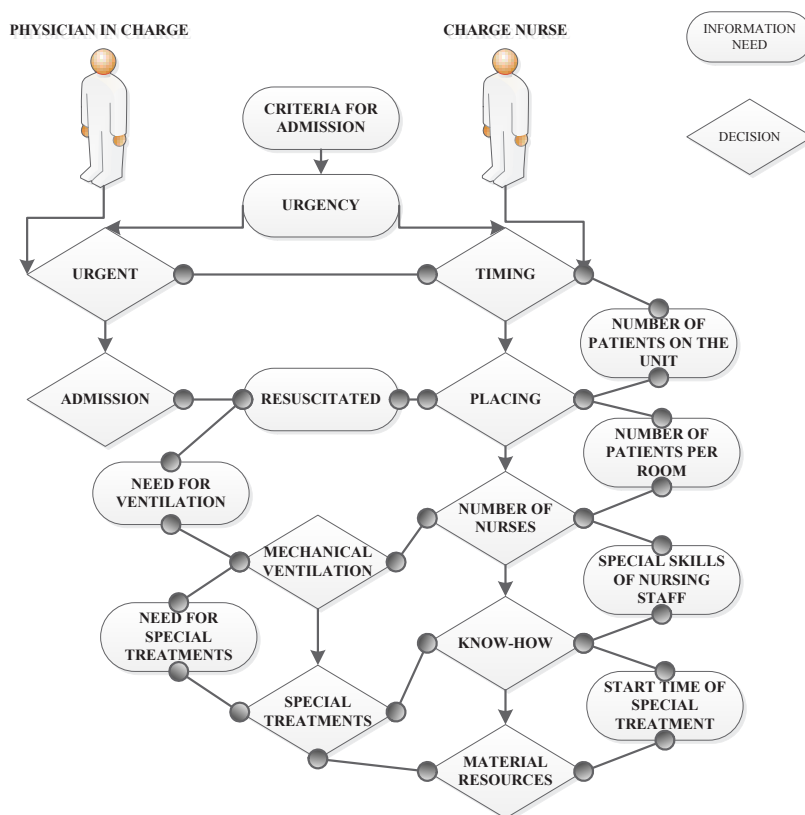 PHYSICIAN IN CHARGE
CHARGE NURSE
INFORMATION
NEED
CRITERIA FOR
ADMISSION
DECISION
URGENCY
URGENT
TIMING
NUMBER OF
PATIENTS ON THE
UNIT
ADMISSION
RESUSCITATED
PLACING
NUMBER OF
PATIENTS PER
ROOM
NEED FOR
VENTILATION
NUMBER OF
NURSES
MECHANICAL
VENTILATION
SPECIAL SKILLS
OF NURSING
STAFF
NEED FOR
SPECIAL
TREATMENTS
KNOW-HOW
SPECIAL
TREATMENTS
START TIME OF
SPECIAL
TREATMENT
MATERIAL
RESOURCES